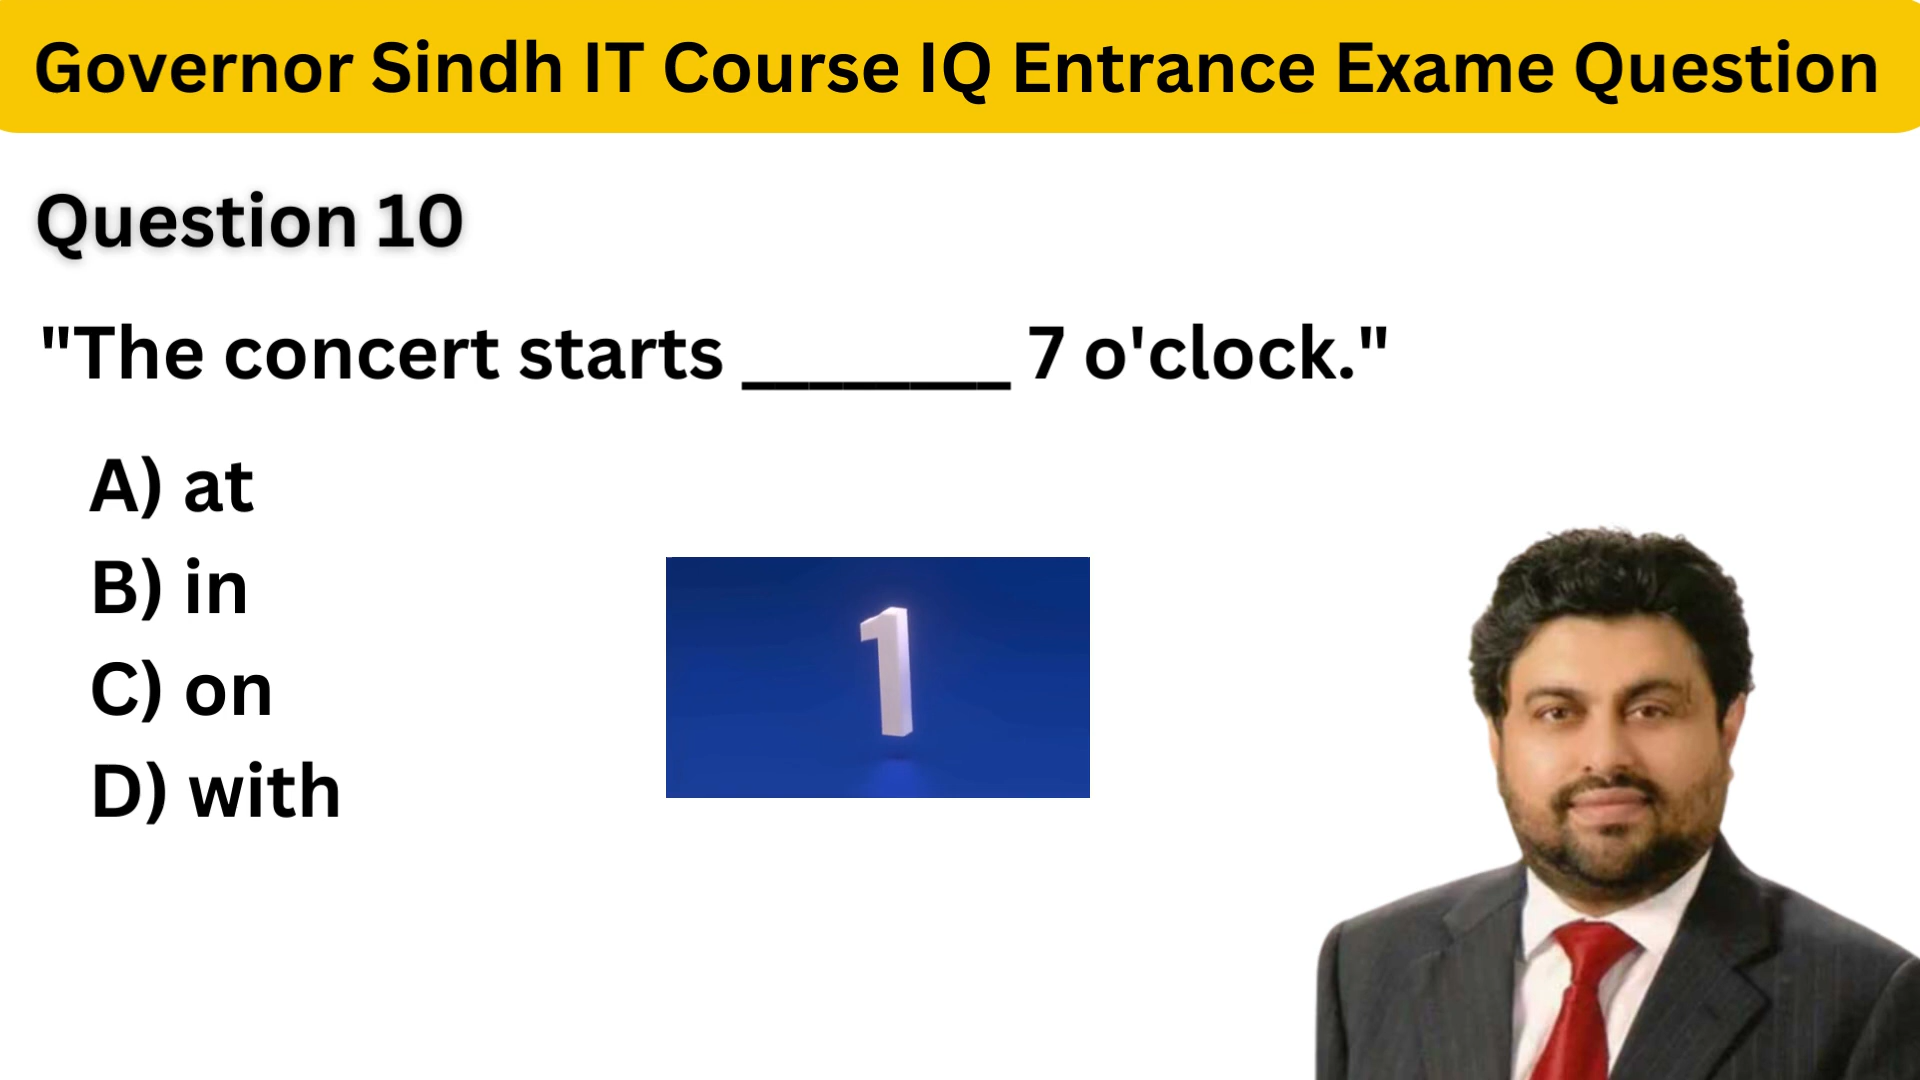 Governor Sindh IT Course IQ Entrance Exame Question
Question 10
"The concert starts ________ 7 o'clock."
A) at
B) in
C) on
D) with
1